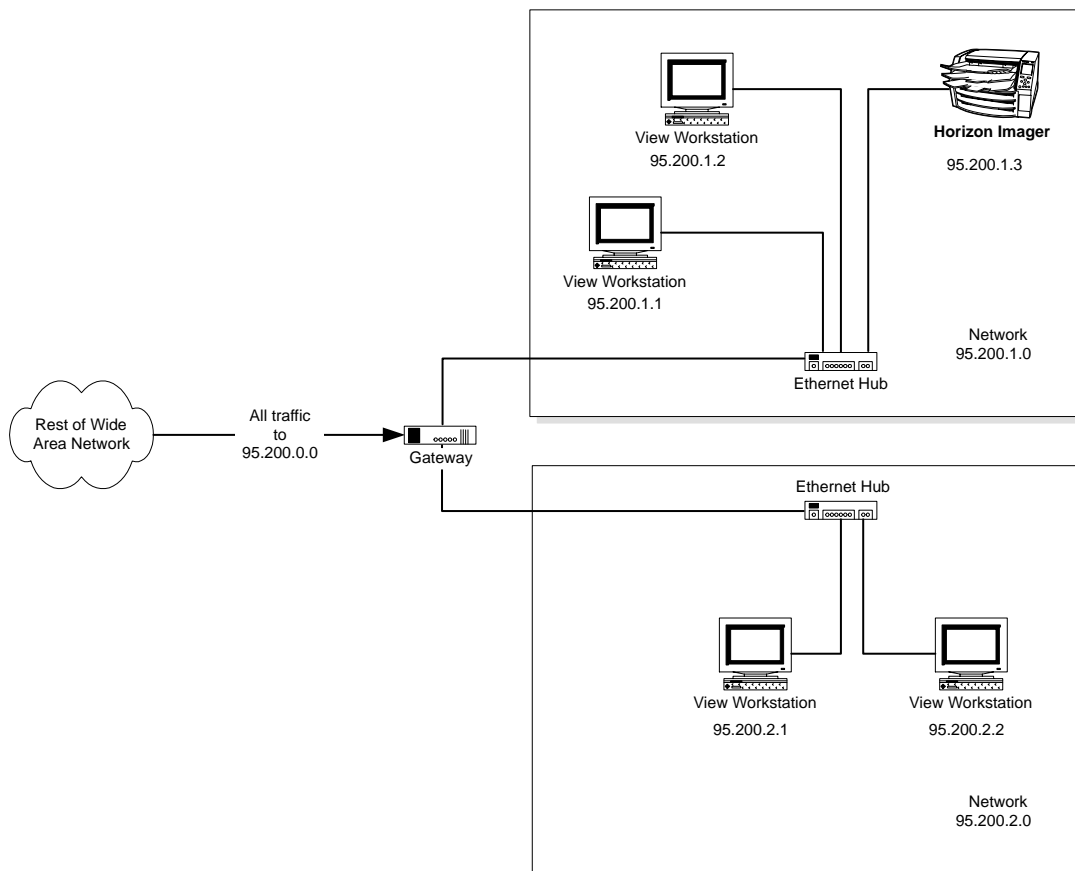 View Workstation
95.200.1.2
Horizon Imager
95.200.1.3
View Workstation
95.200.1.1
Network
95.200.1.0
Ethernet Hub
Rest of Wide
Area Network
All traffic
to
95.200.0.0
Gateway
Ethernet Hub
View Workstation
95.200.2.1
View Workstation
95.200.2.2
Network
95.200.2.0